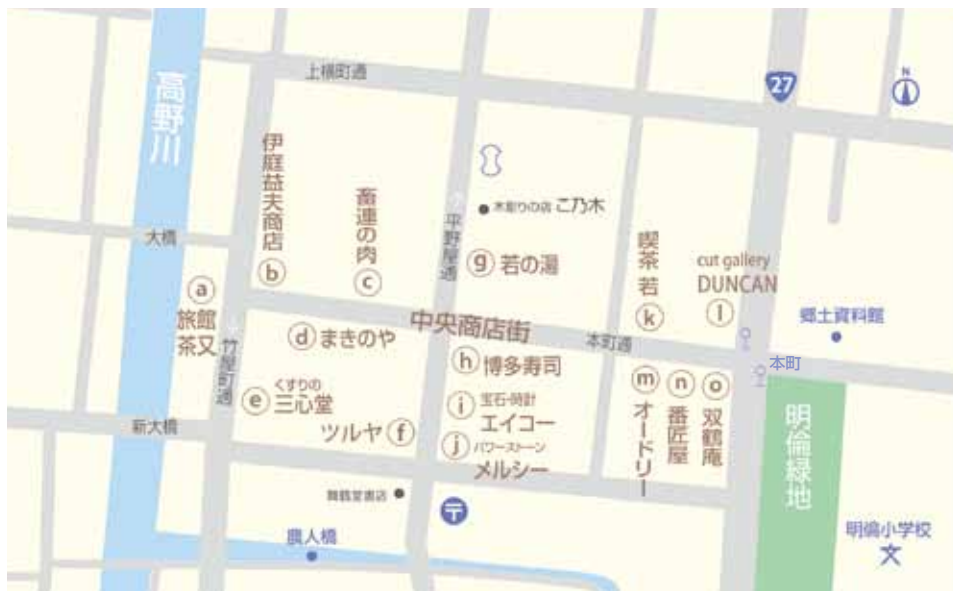 上横町通
27
N
高野川
伊庭益夫商店
b
畜連の肉
c
木彫りの店 こ乃木
平野屋通
g 若の湯
喫茶 若
k
cut gallery
DUNCAN
l
大橋
a
旅館
茶又
竹屋町通
d まきのや
中央商店街
本町通
本町
郷土資料館
e くすりの
三心堂
ツルヤ f
h 博多寿司
i 宝石・時計
エイコー
j パワーストーン
メルシー
m
オードリー
n
番匠屋
o
双鶴庵
明倫緑地
新大橋
舞鶴堂書店
〒
農人橋
明倫小学校
文